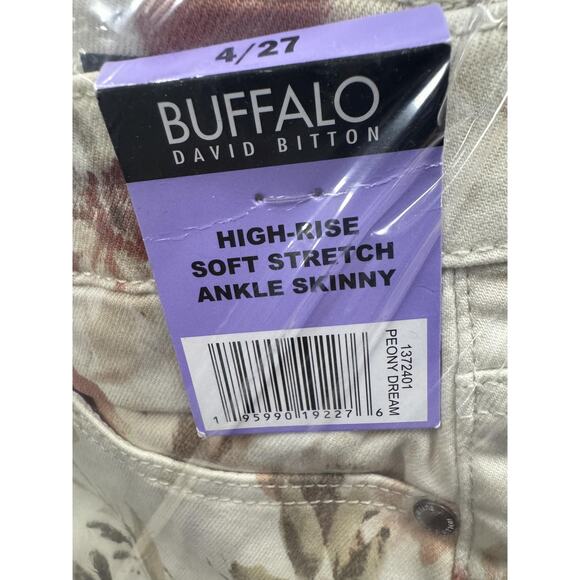 4/27
BUFFALO
DAVID BITTON
HIGH-RISE
SOFT STRETCH
ANKLE SKINNY
1 95990 19227 6
1372401
PEONY DREAM